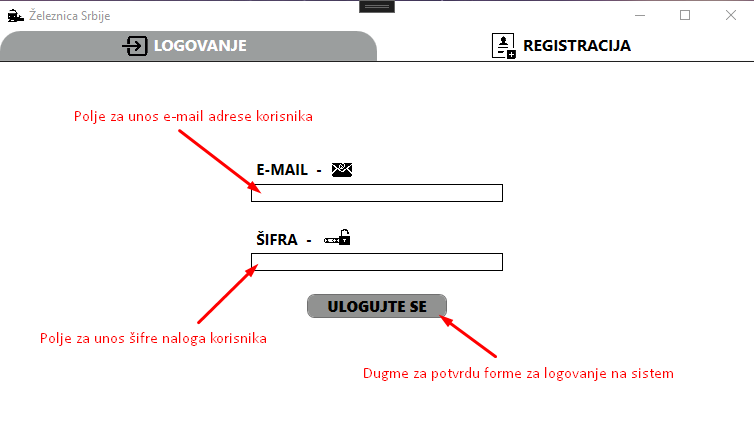 Železnica Srbije
LOGOVANJE
REGISTRACIJA
Polje za unos e-mail adrese korisnika
E-MAIL -
ŠIFRA -
ULOGUJTE SE
Polje za unos šifre naloga korisnika
Dugme za potvrdu forme za logovanje na sistem